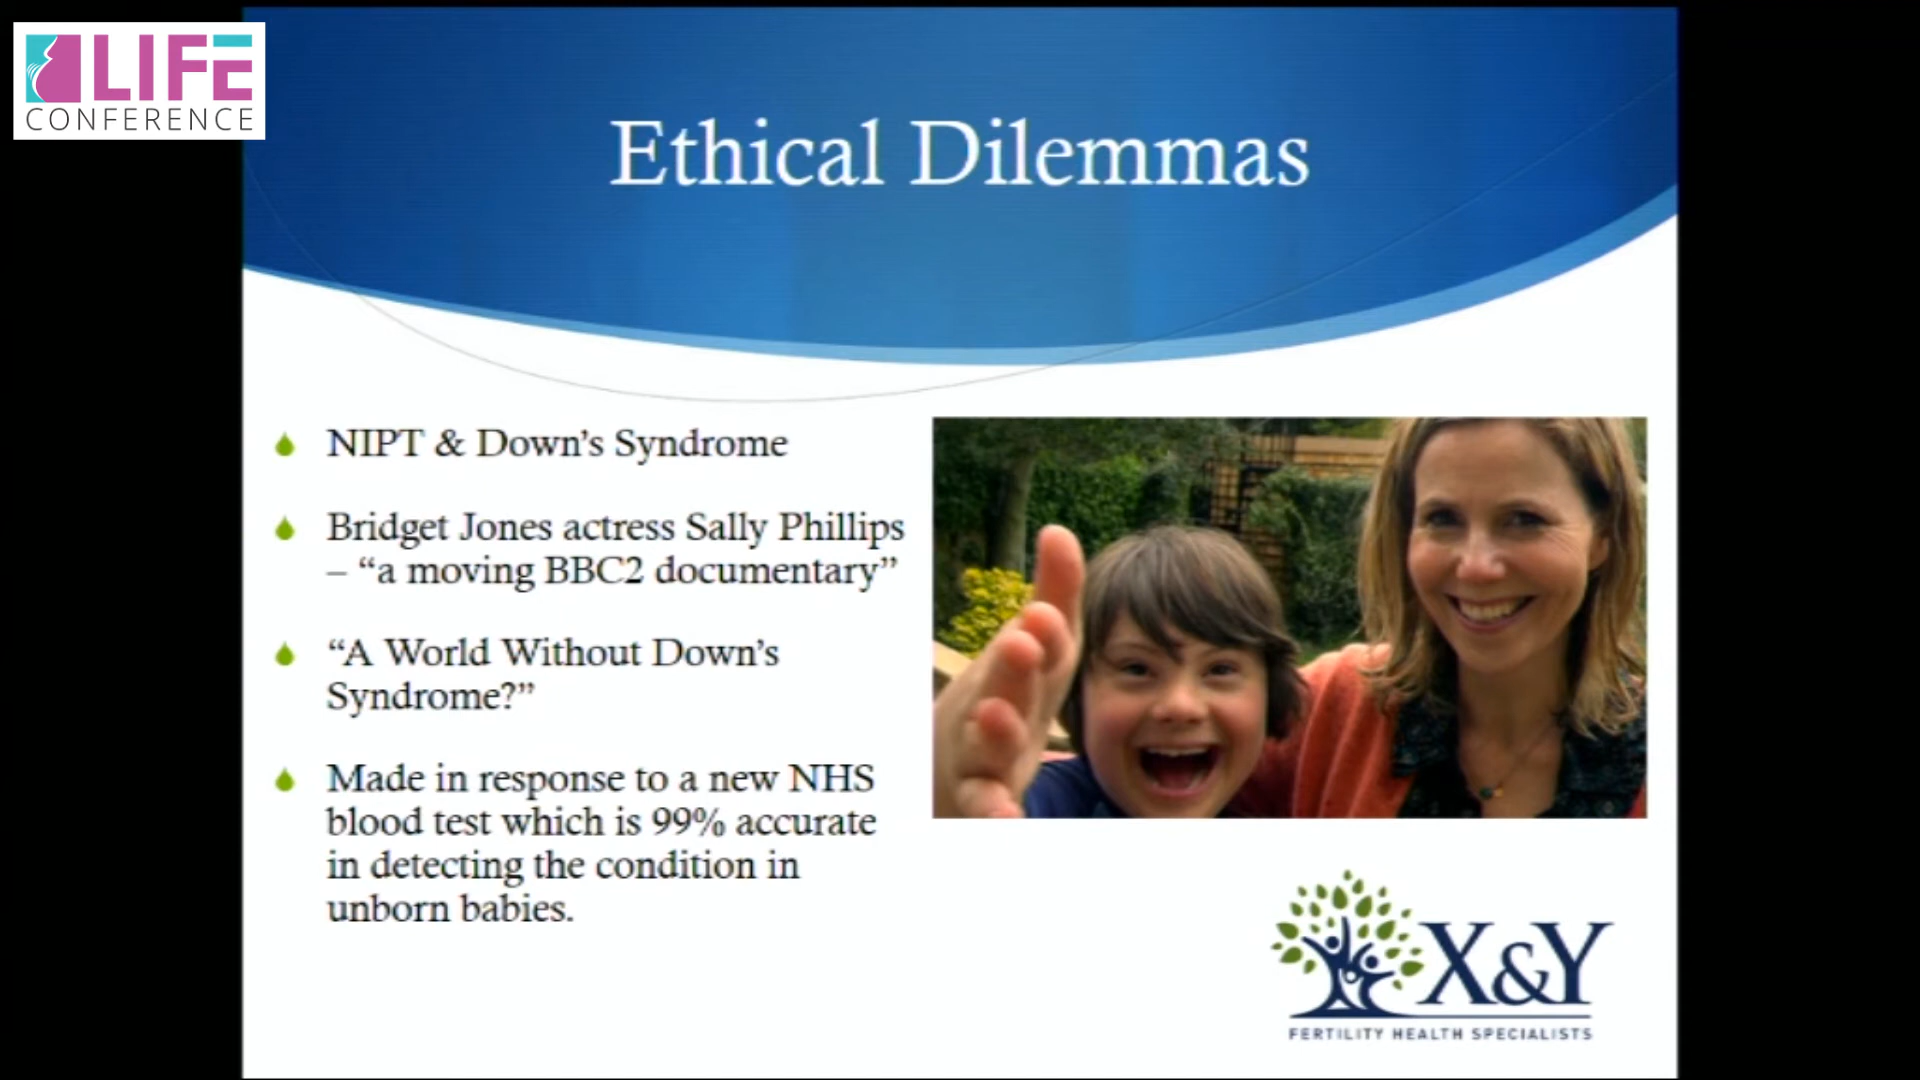 LIFE
CONFERENCE
Ethical Dilemmas
NIPT & Down's Syndrome
Bridget Jones actress Sally Phillips
– “a moving BBC2 documentary”
“A World Without Down's
Syndrome?”
Made in response to a new NHS
blood test which is 99% accurate
in detecting the condition in
unborn babies.
X&Y
FERTILITY HEALTH SPECIALISTS